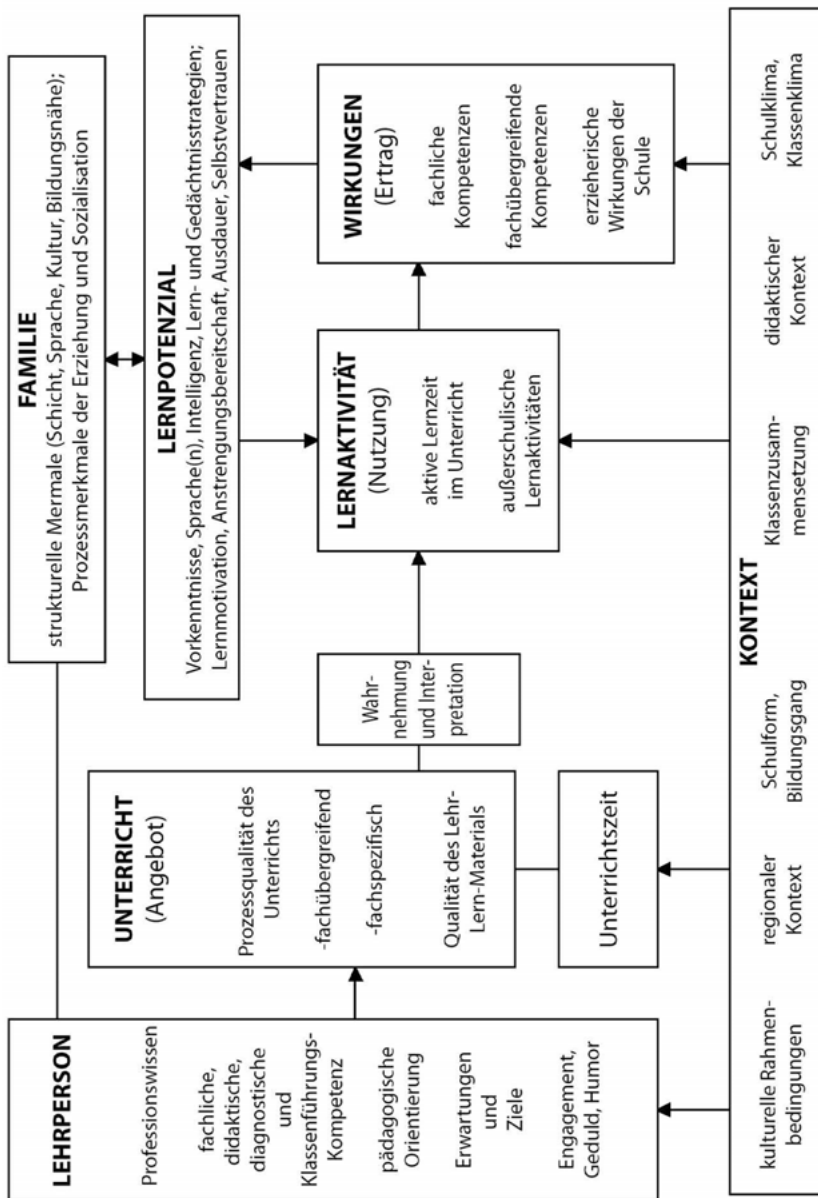 FAMILIE
strukturelle Mermale (Schicht, Sprache, Kultur, Bildungsnähe);
Prozessmerkmale der Erziehung und Sozialisation
LERNPOTENZIAL
Vorkenntnisse, Sprache(n), Intelligenz, Lern- und Gedächtnisstrategien;
Lernmotivation, Anstrengungsbereitschaft, Ausdauer, Selbstvertrauen
LEHRPERSON
Professionswissen
fachliche,
didaktische,
diagnostische
und
Klassenführungs-
Kompetenz
pädagogische
Orientierung
Erwartungen
und
Ziele
Engagement,
Geduld, Humor
UNTERRICHT
(Angebot)
Prozessqualität des
Unterrichts
-fachübergreifend
-fachspezifisch
Qualität des Lehr-
Lern-Materials
Unterrichtszeit
Wahr-
nehmung
und Inter-
pretation
LERNAKTIVITÄT
(Nutzung)
aktive Lernzeit
im Unterricht
außerschulische
Lernaktivitäten
WIRKUNGEN
(Ertrag)
fachliche
Kompetenzen
fachübergreifende
Kompetenzen
erzieherische
Wirkungen der
Schule
KONTEXT
kulturelle Rahmen-
bedingungen
regionaler
Kontext
Schulform,
Bildungsgang
Klassenzusam-
mensetzung
didaktischer
Kontext
Schulklima,
Klassenklima